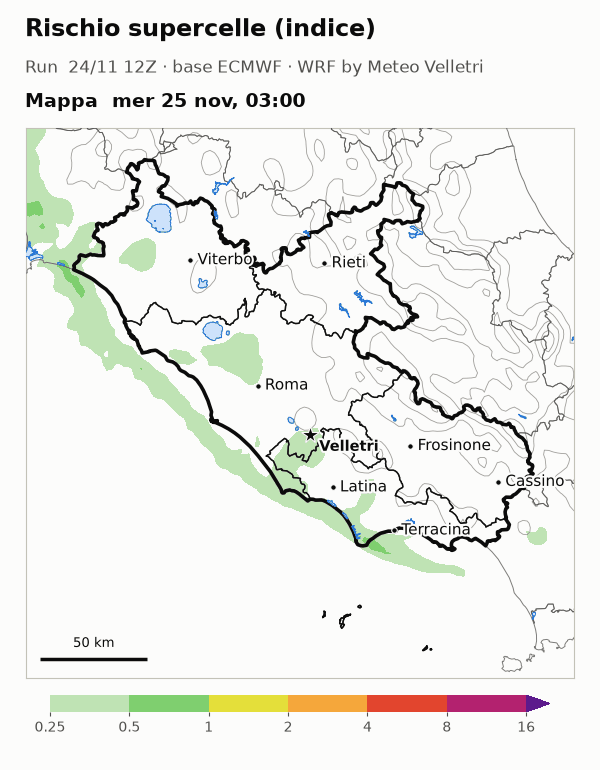 Rischio supercelle (indice)
Run  24/11 12Z · base ECMWF · WRF by Meteo Velletri
Mappa  mer 25 nov, 03:00
Viterbo
Rieti
Roma
Velletri
Frosinone
Cassino
Latina
Terracina
50 km
0.25 0.5 1 2 4 8 16